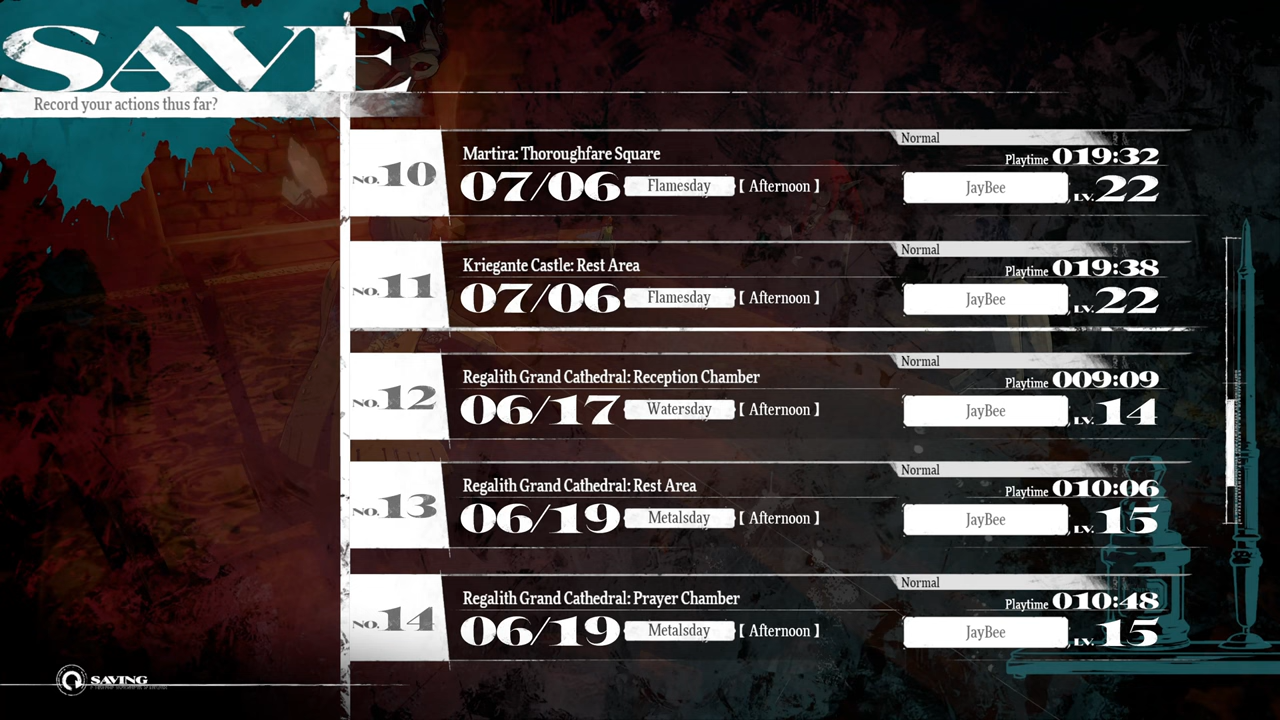 SAVE
Record your actions thus far?
No.10
Martira: Thoroughfare Square
07/06 Flamesday [ Afternoon ]
Normal
Playtime 019:32
JayBee LV. 22
No.11
Kriegante Castle: Rest Area
07/06 Flamesday [ Afternoon ]
Normal
Playtime 019:38
JayBee LV. 22
No.12
Regalith Grand Cathedral: Reception Chamber
06/17 Watersday [ Afternoon ]
Normal
Playtime 009:09
JayBee LV. 14
No.13
Regalith Grand Cathedral: Rest Area
06/19 Metalsday [ Afternoon ]
Normal
Playtime 010:06
JayBee LV. 15
No.14
Regalith Grand Cathedral: Prayer Chamber
06/19 Metalsday [ Afternoon ]
Normal
Playtime 010:48
JayBee LV. 15
SAVING